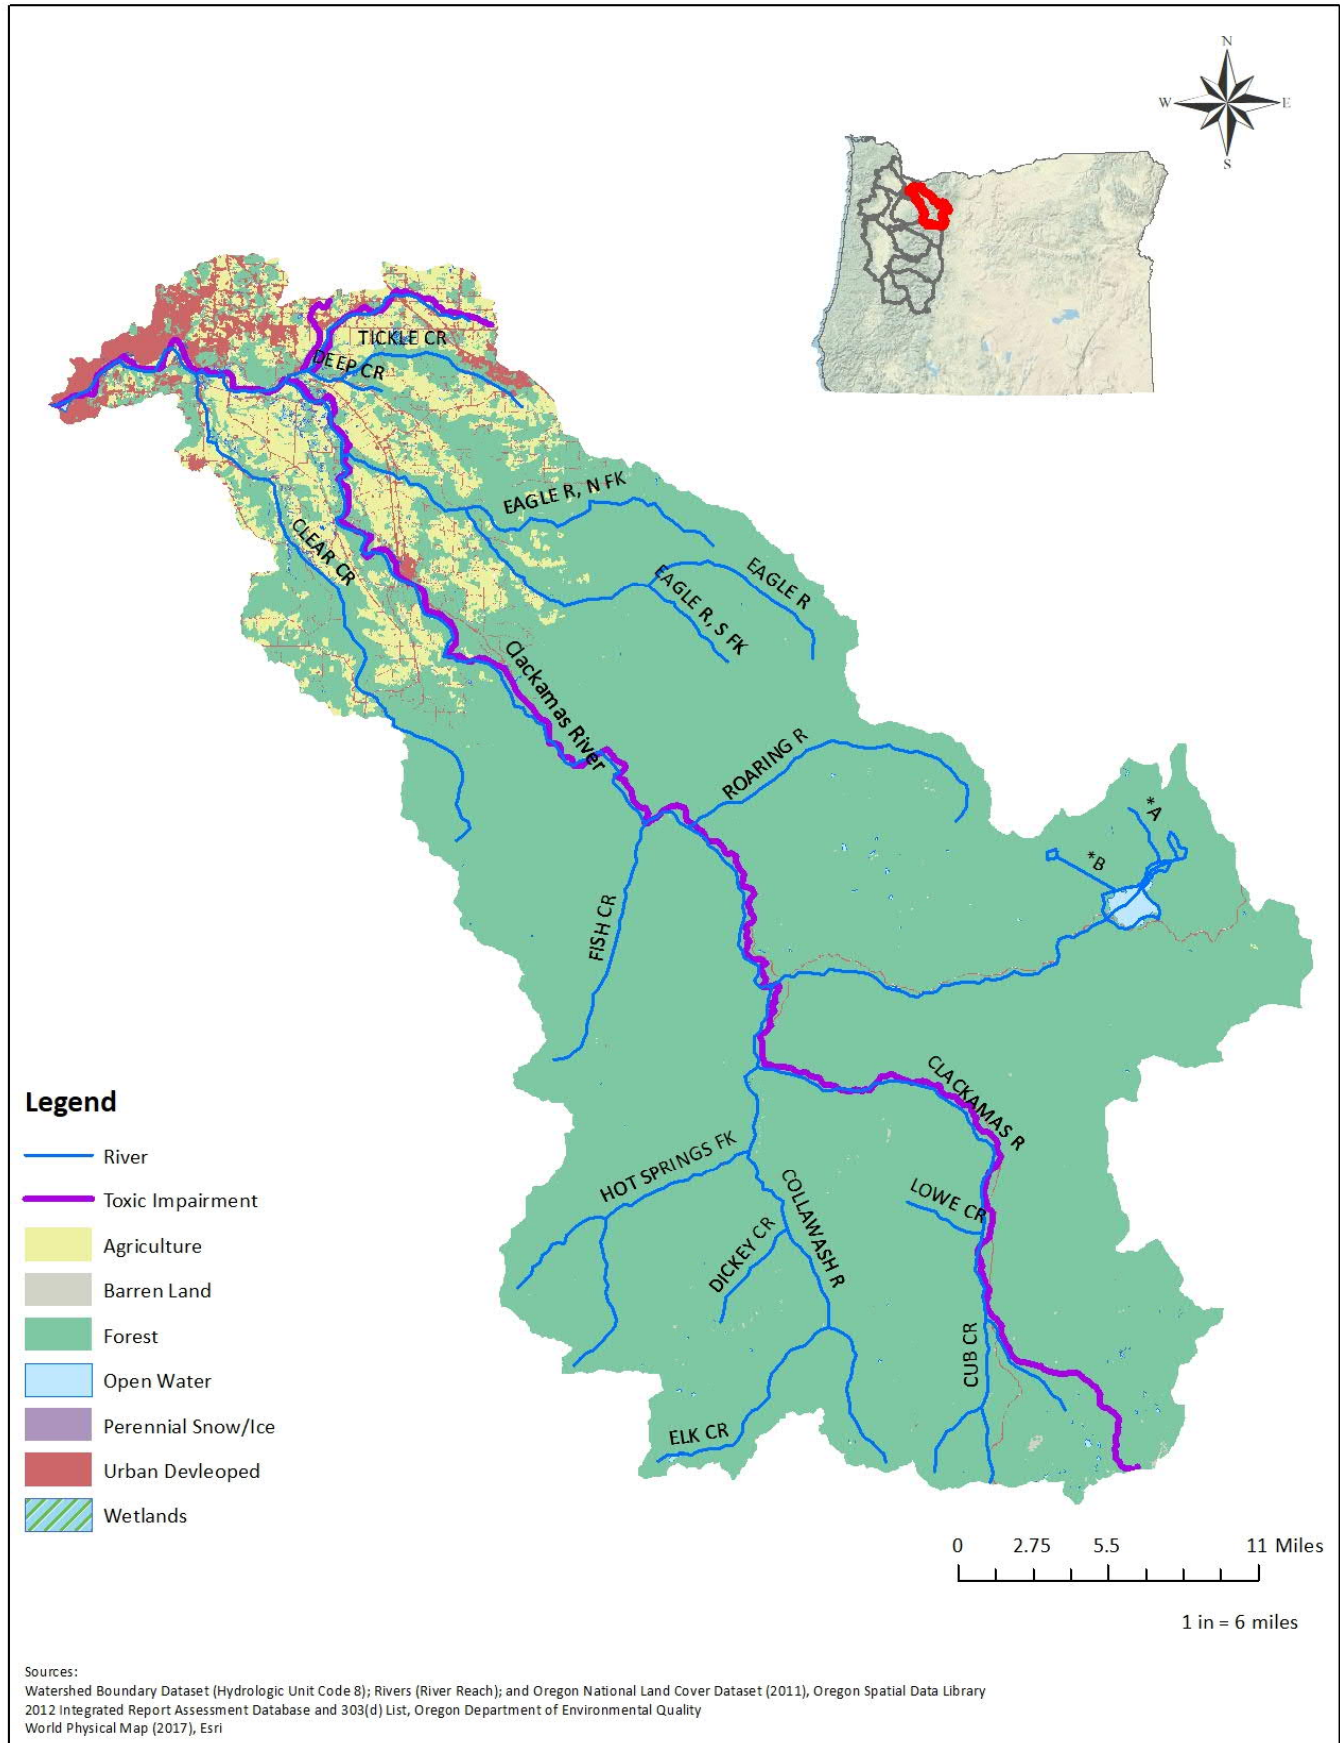 N
W
E
S
TICKLE CR
DEEP CR
EAGLE R, N FK
CLEAR CR
EAGLE R
EAGLE R, S FK
Clackamas River
ROARING R
*A
*B
FISH CR
CLACKAMAS R
HOT SPRINGS FK
COLLAWASH R
LOWE CR
DICKEY CR
CUB CR
ELK CR
Legend
River
Toxic Impairment
Agriculture
Barren Land
Forest
Open Water
Perennial Snow/Ice
Urban Devleoped
Wetlands
0 2.75 5.5 11 Miles
1 in = 6 miles
Sources:
Watershed Boundary Dataset (Hydrologic Unit Code 8); Rivers (River Reach); and Oregon National Land Cover Dataset (2011), Oregon Spatial Data Library
2012 Integrated Report Assessment Database and 303(d) List, Oregon Department of Environmental Quality
World Physical Map (2017), Esri